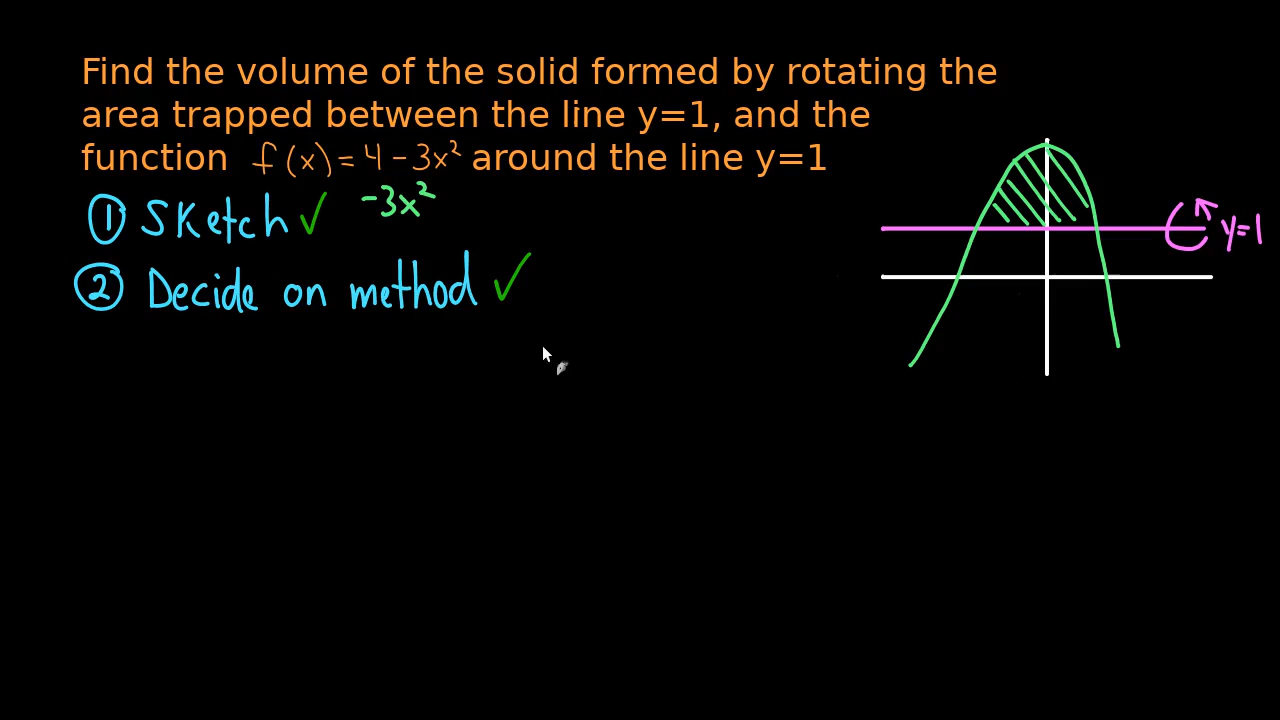 Find the volume of the solid formed by rotating the
area trapped between the line y=1, and the
function f(x)=4-3x² around the line y=1
① Sketch ✓ -3x²
y=1
② Decide on method ✓